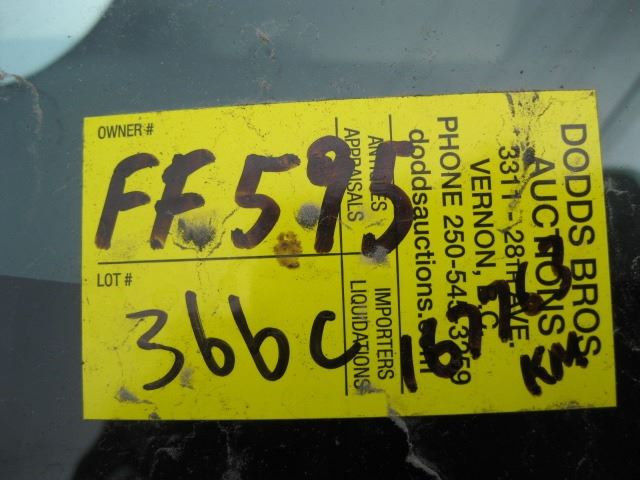 OWNER #
FF595
LOT #
366C
ANTIQUES
APPRAISALS
IMPORTERS
LIQUIDATIONS
DODDS BROS
AUCTIONS
3311 - 28TH AVE.
VERNON, B.C.
PHONE 250-545-3259
doddsauctions.com